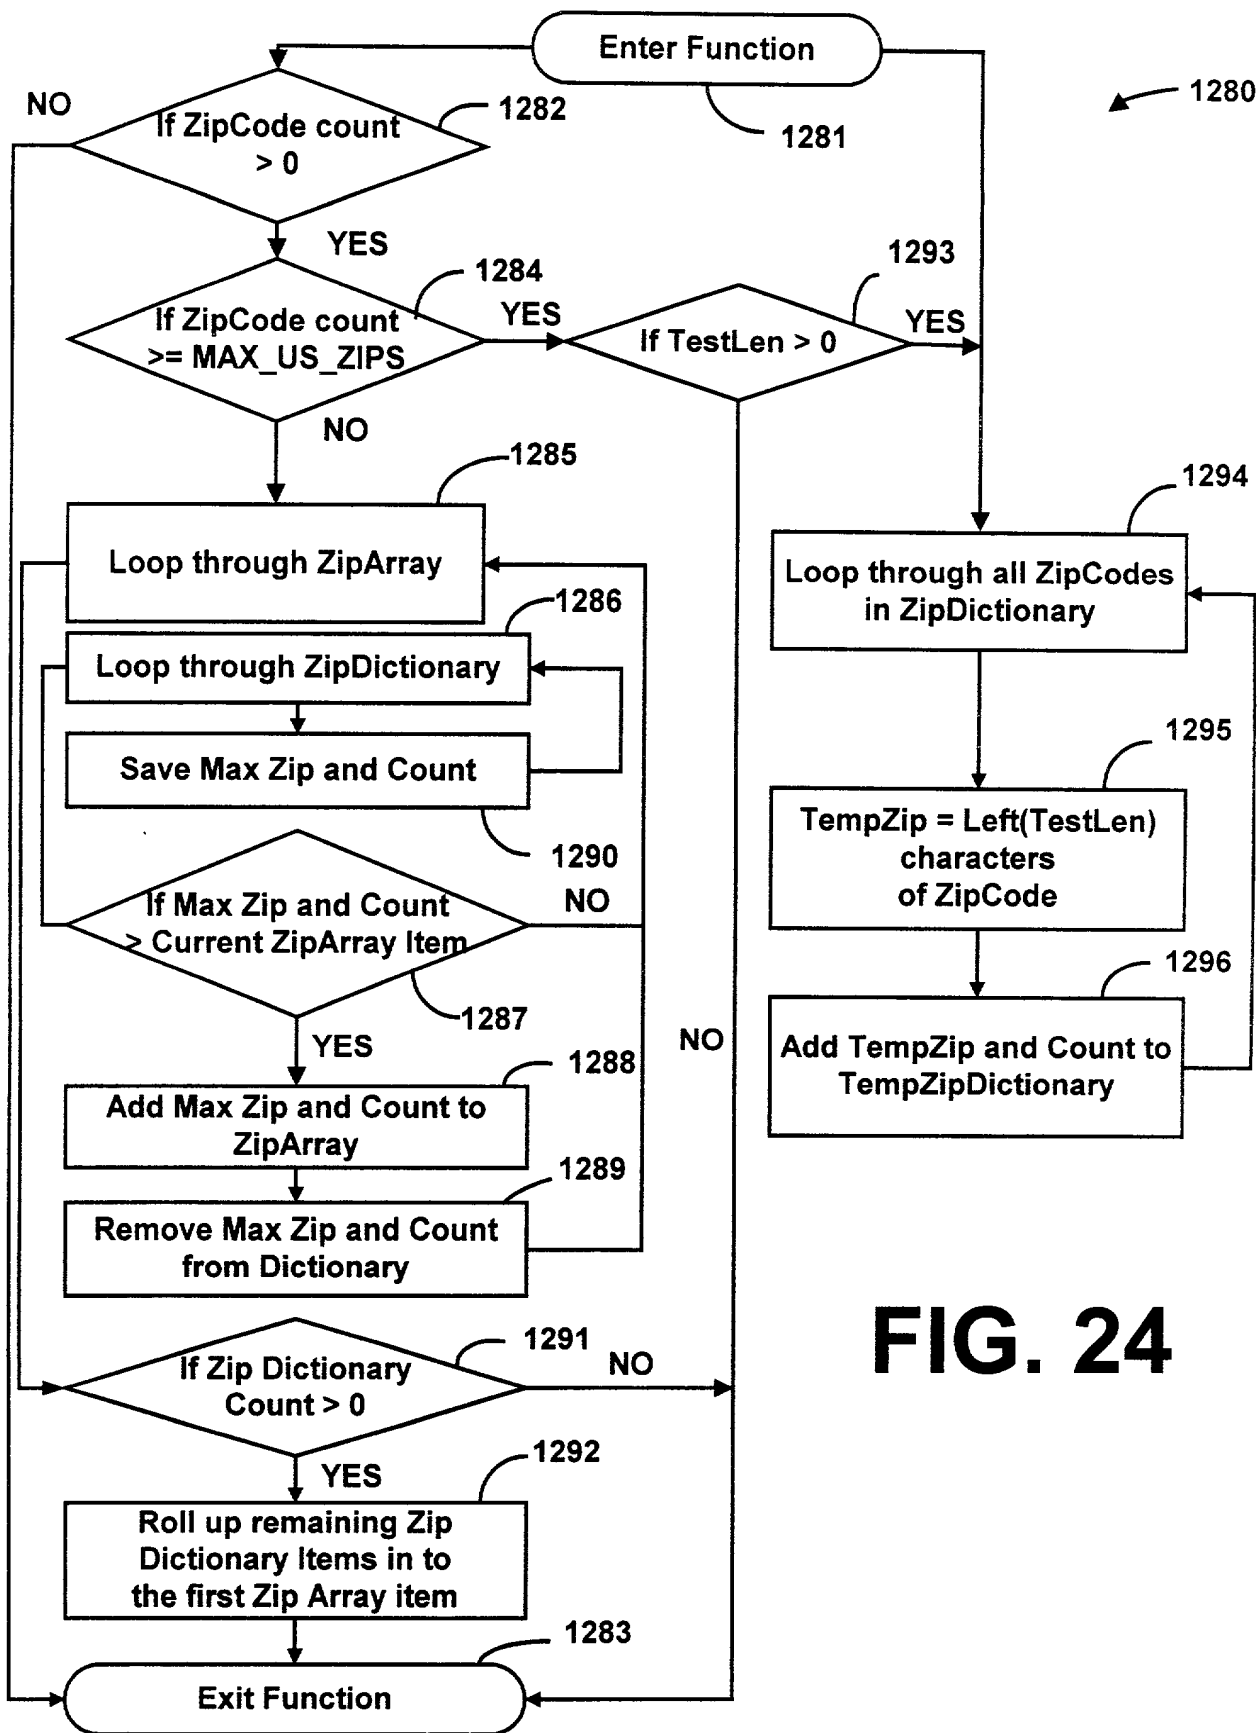 Enter Function
1280
1281
NO
If ZipCode count
> 0
1282
YES
If ZipCode count
>= MAX_US_ZIPS
1284
YES
If TestLen > 0
1293
YES
NO
Loop through ZipArray
1285
Loop through ZipDictionary
1286
Save Max Zip and Count
1290
If Max Zip and Count
> Current ZipArray Item
NO
1287
YES
Add Max Zip and Count to
ZipArray
1288
Remove Max Zip and Count
from Dictionary
1289
If Zip Dictionary
Count > 0
1291
NO
YES
Roll up remaining Zip
Dictionary Items in to
the first Zip Array item
1292
Exit Function
1283
NO
Loop through all ZipCodes
in ZipDictionary
1294
TempZip = Left(TestLen)
characters
of ZipCode
1295
Add TempZip and Count to
TempZipDictionary
1296
FIG. 24